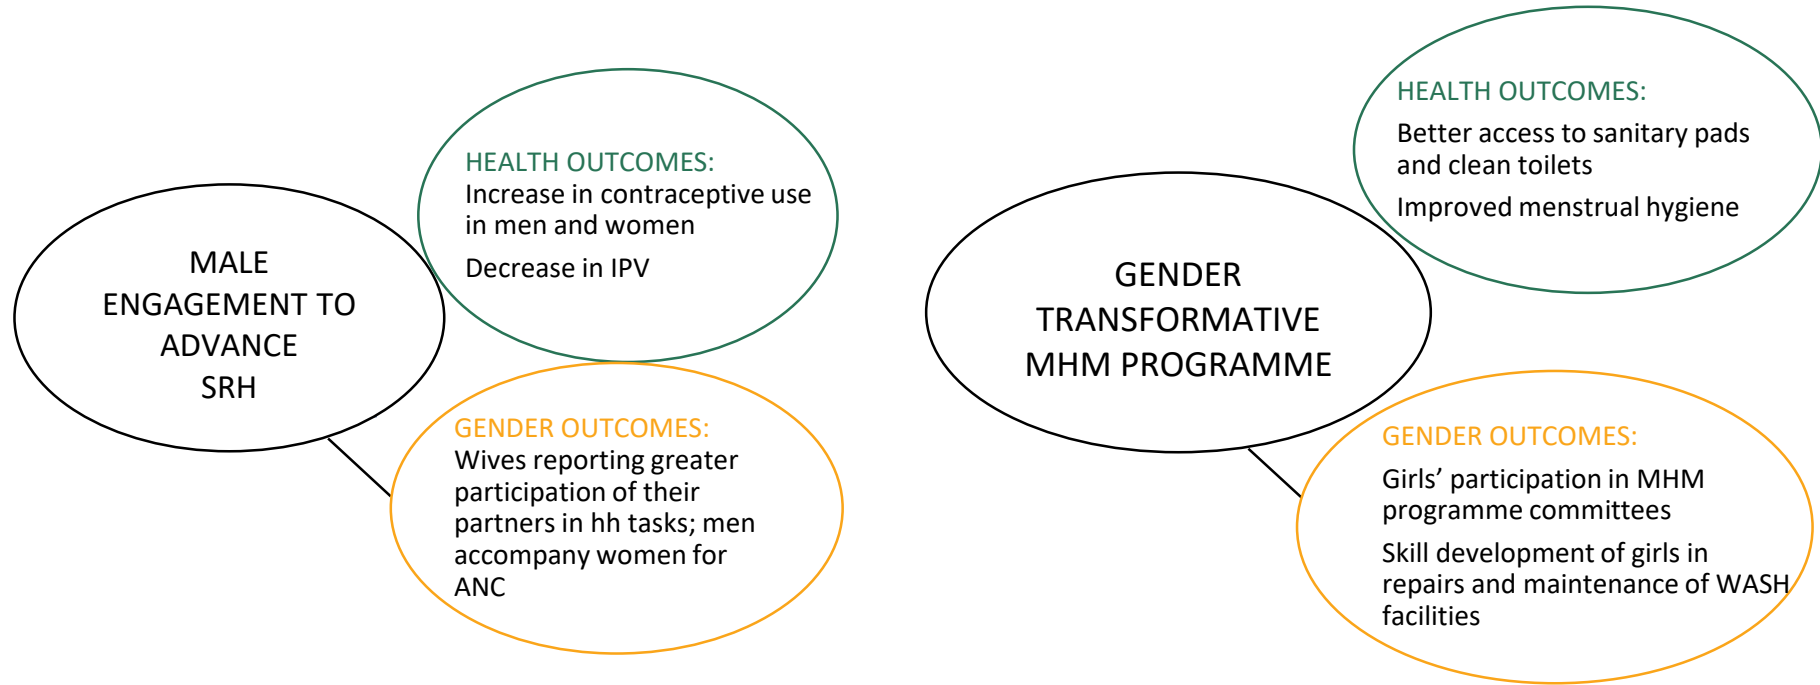 MALE
ENGAGEMENT TO
ADVANCE
SRH
HEALTH OUTCOMES:
Increase in contraceptive use
in men and women
Decrease in IPV
GENDER OUTCOMES:
Wives reporting greater
participation of their
partners in hh tasks; men
accompany women for
ANC
GENDER
TRANSFORMATIVE
MHM PROGRAMME
HEALTH OUTCOMES:
Better access to sanitary pads
and clean toilets
Improved menstrual hygiene
GENDER OUTCOMES:
Girls’ participation in MHM
programme committees
Skill development of girls in
repairs and maintenance of WASH
facilities